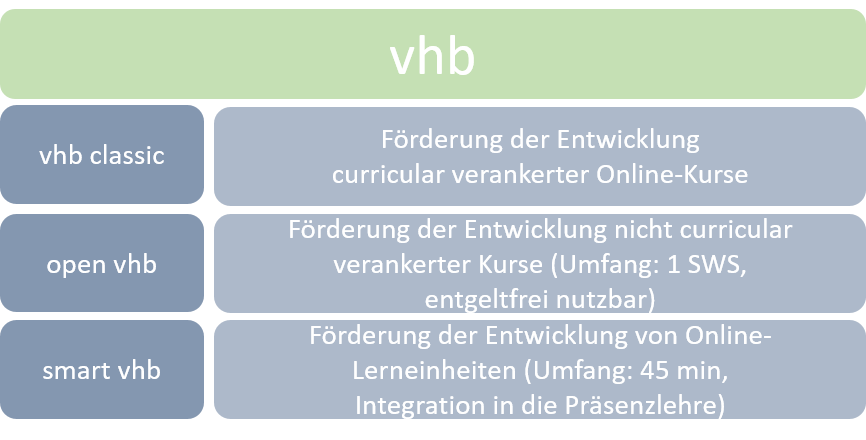 vhb
vhb classic
Förderung der Entwicklung
curricular verankerter Online-Kurse
open vhb
Förderung der Entwicklung nicht curricular
verankerter Kurse (Umfang: 1 SWS,
entgeltfrei nutzbar)
smart vhb
Förderung der Entwicklung von Online-
Lerneinheiten (Umfang: 45 min,
Integration in die Präsenzlehre)